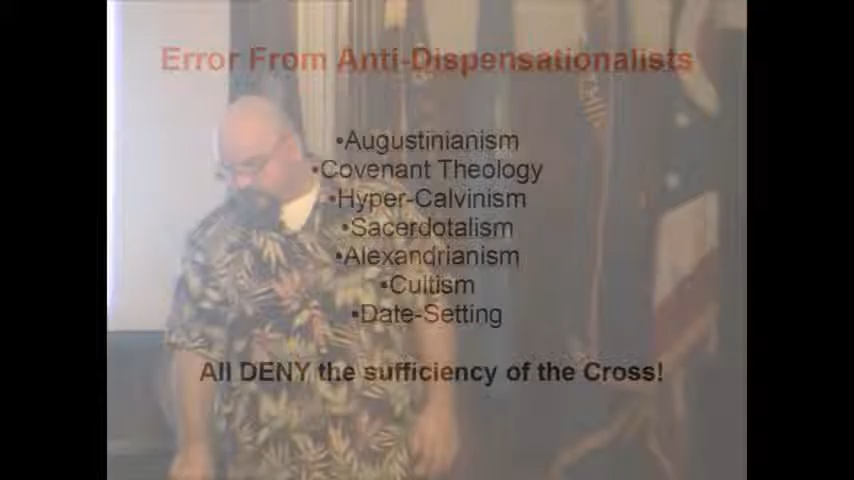 Error From Anti-Dispensationalists
•Augustinianism
•Covenant Theology
•Hyper-Calvinism
•Sacerdotalism
•Alexandrianism
•Cultism
•Date-Setting
All DENY the sufficiency of the Cross!